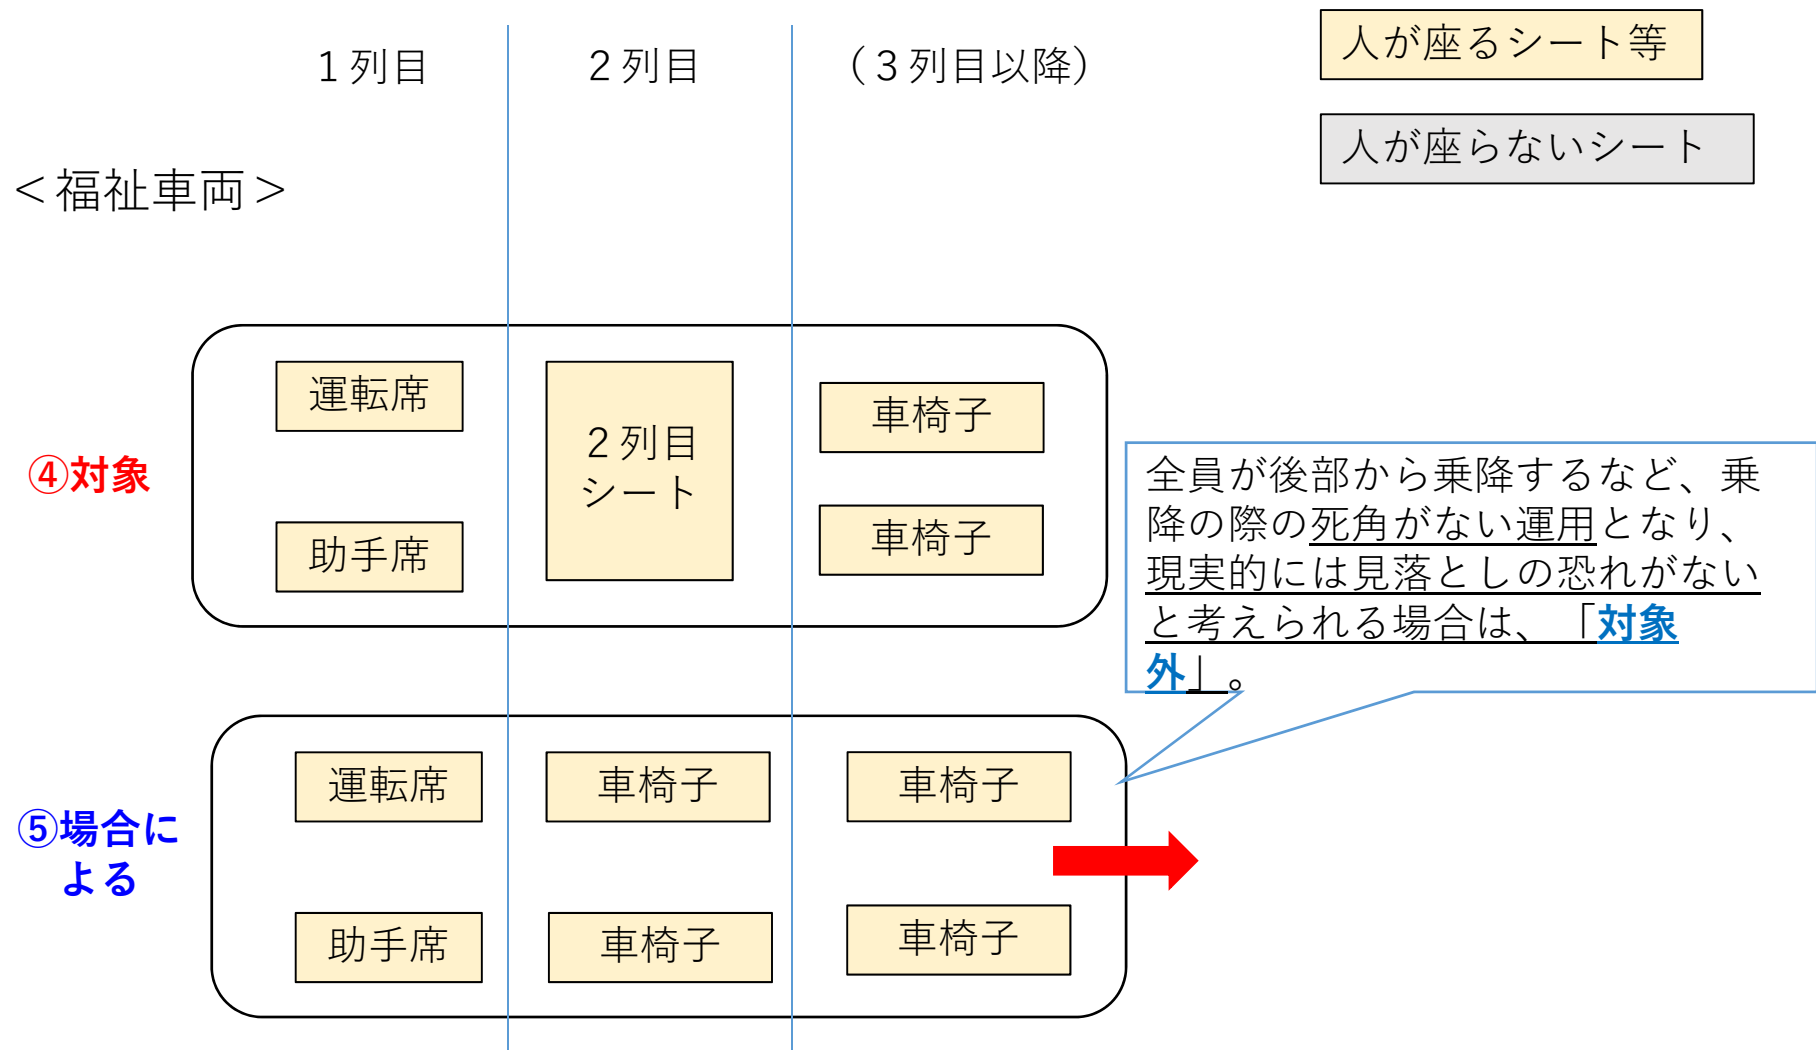 １列目
２列目
（３列目以降）
人が座るシート等
人が座らないシート
＜福祉車両＞
④対象
運転席
助手席
２列目
シート
車椅子
車椅子
全員が後部から乗降するなど、乗
降の際の死角がない運用となり、
現実的には見落としの恐れがない
と考えられる場合は、「対象
外」。
⑤場合に
よる
運転席
助手席
車椅子
車椅子
車椅子
車椅子